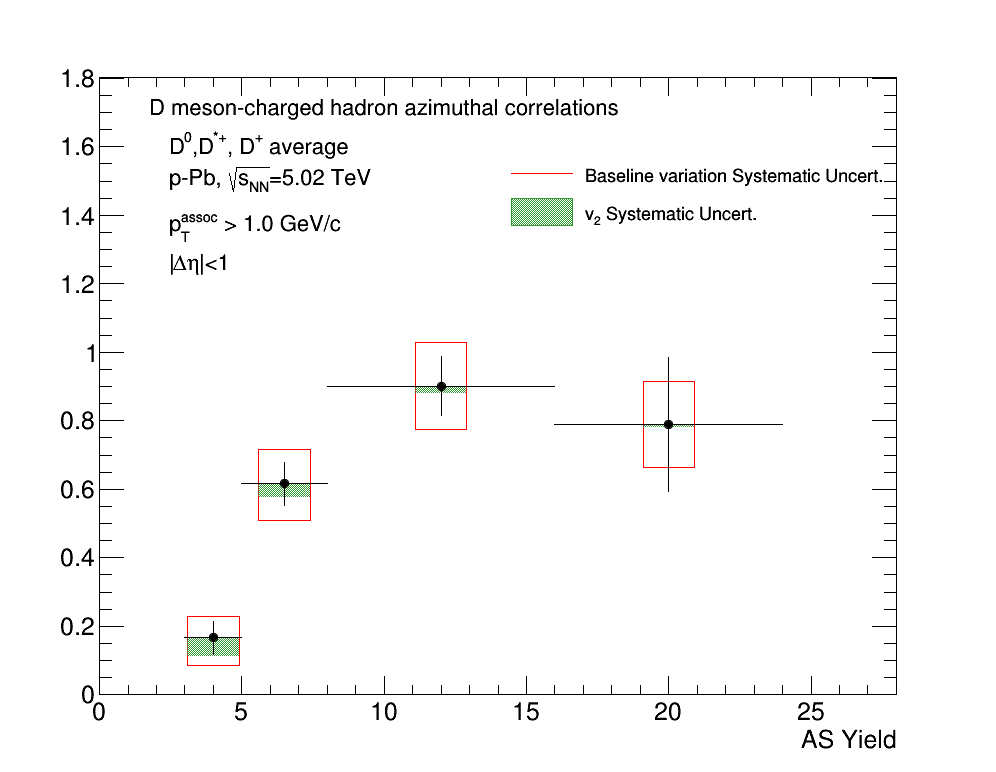 D meson-charged hadron azimuthal correlations
D⁰,D*⁺, D⁺ average
p-Pb, √sNN=5.02 TeV
pTassoc > 1.0 GeV/c
|Δη|<1
Baseline variation Systematic Uncert.
v₂ Systematic Uncert.
1.8
1.6
1.4
1.2
1
0.8
0.6
0.4
0.2
0
0 5 10 15 20 25
AS Yield